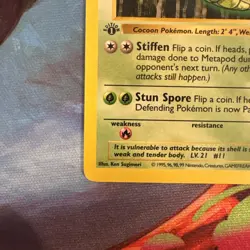 Cocoon Pokémon. Length: 2' 4", We
Stiffen Flip a coin. If heads,
damage done to Metapod dur
opponent's next turn. (Any
attacks still happen.)
Stun Spore Flip a coin. If hea
Defending Pokémon is now Pa
weakness
resistance
It is vulnerable to attack because its shell is
weak and tender body. LV. 21 #11
Illus. Ken Sugimori
© 1995, 96, 98, 99 Nintendo, Creatures, GAMEFREAK